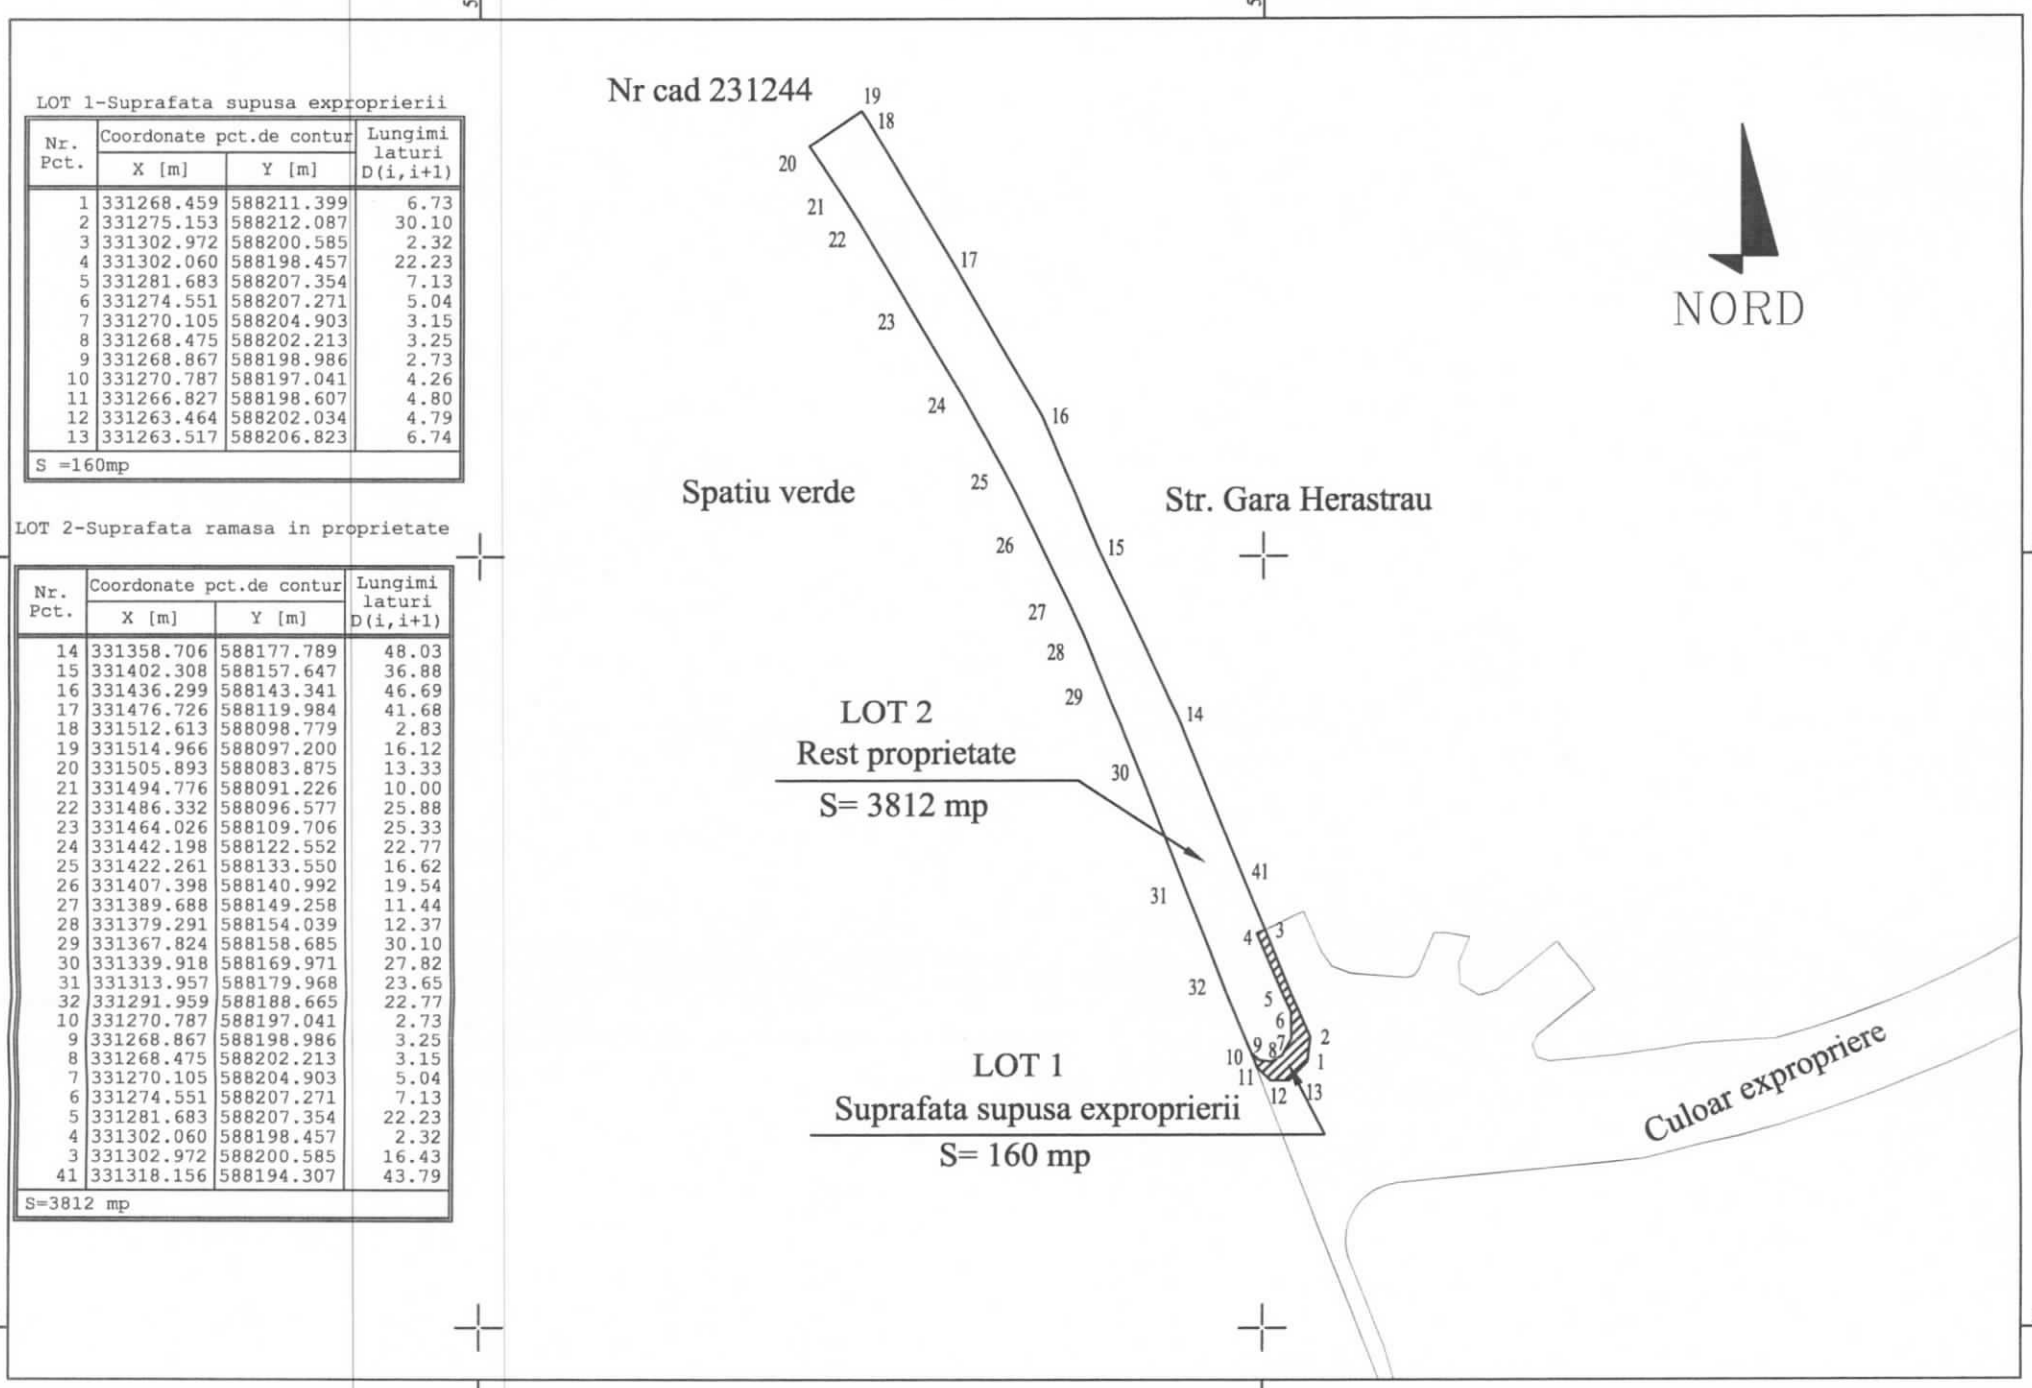 LOT 1-Suprafata supusa exproprierii
Nr. Pct. Coordonate pct.de contur Lungimi laturi D(i,i+1)
X [m] Y [m]
1 331268.459 588211.399 6.73
2 331275.153 588212.087 30.10
3 331302.972 588200.585 2.32
4 331302.060 588198.457 22.23
5 331281.683 588207.354 7.13
6 331274.551 588207.271 5.04
7 331270.105 588204.903 3.15
8 331268.475 588202.213 3.25
9 331268.867 588198.986 2.73
10 331270.787 588197.041 4.26
11 331266.827 588198.607 4.80
12 331263.464 588202.034 4.79
13 331263.517 588206.823 6.74
S =160mp
LOT 2-Suprafata ramasa in proprietate
Nr. Pct. Coordonate pct.de contur Lungimi laturi D(i,i+1)
X [m] Y [m]
14 331358.706 588177.789 48.03
15 331402.308 588157.647 36.88
16 331436.299 588143.341 46.69
17 331476.726 588119.984 41.68
18 331512.613 588098.779 2.83
19 331514.966 588097.200 16.12
20 331505.893 588083.875 13.33
21 331494.776 588091.226 10.00
22 331486.332 588096.577 25.88
23 331464.026 588109.706 25.33
24 331442.198 588122.552 22.77
25 331422.261 588133.550 16.62
26 331407.398 588140.992 19.54
27 331389.688 588149.258 11.44
28 331379.291 588154.039 12.37
29 331367.824 588158.685 30.10
30 331339.918 588169.971 27.82
31 331313.957 588179.968 23.65
32 331291.959 588188.665 22.77
10 331270.787 588197.041 2.73
9 331268.867 588198.986 3.25
8 331268.475 588202.213 3.15
7 331270.105 588204.903 5.04
6 331274.551 588207.271 7.13
5 331281.683 588207.354 22.23
4 331302.060 588198.457 2.32
3 331302.972 588200.585 16.43
41 331318.156 588194.307 43.79
S=3812 mp
Nr cad 231244
19
18
20
21
22
17
23
24
16
25
Spatiu verde
Str. Gara Herastrau
26
15
27
28
29
14
LOT 2
Rest proprietate
S= 3812 mp
30
41
31
3
4
32
5
6
2
7
9
8
1
10
11
12
13
LOT 1
Suprafata supusa exproprierii
S= 160 mp
NORD
Culoar expropriere